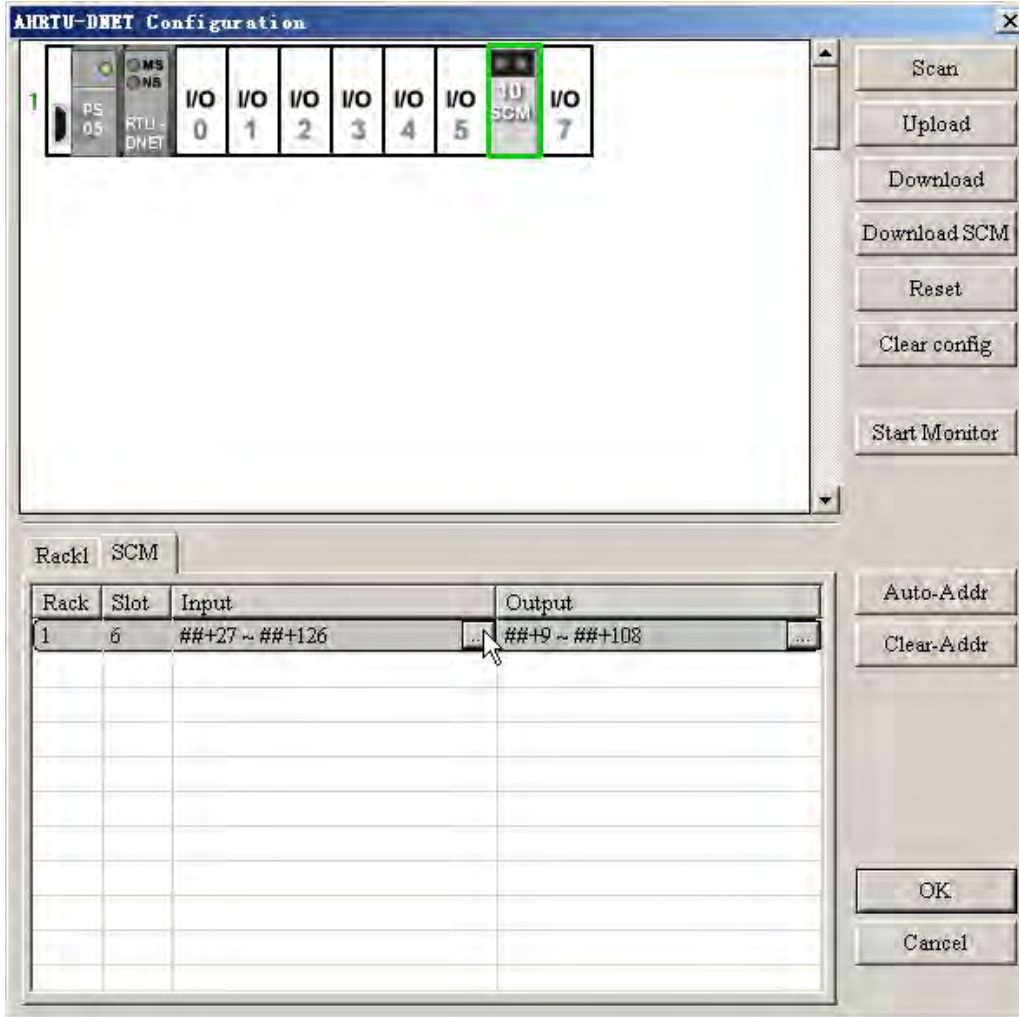 AHRTU-DNET Configuration
1
PS 05
MS
NS
RTU-DNET
I/O 0
I/O 1
I/O 2
I/O 3
I/O 4
I/O 5
10 SCM
I/O 7
Scan
Upload
Download
Download SCM
Reset
Clear config
Start Monitor
Rack1 SCM
Rack Slot Input Output
1 6 ##+27 ~ ##+126 ... ##+9 ~ ##+108 ...
Auto-Addr
Clear-Addr
OK
Cancel